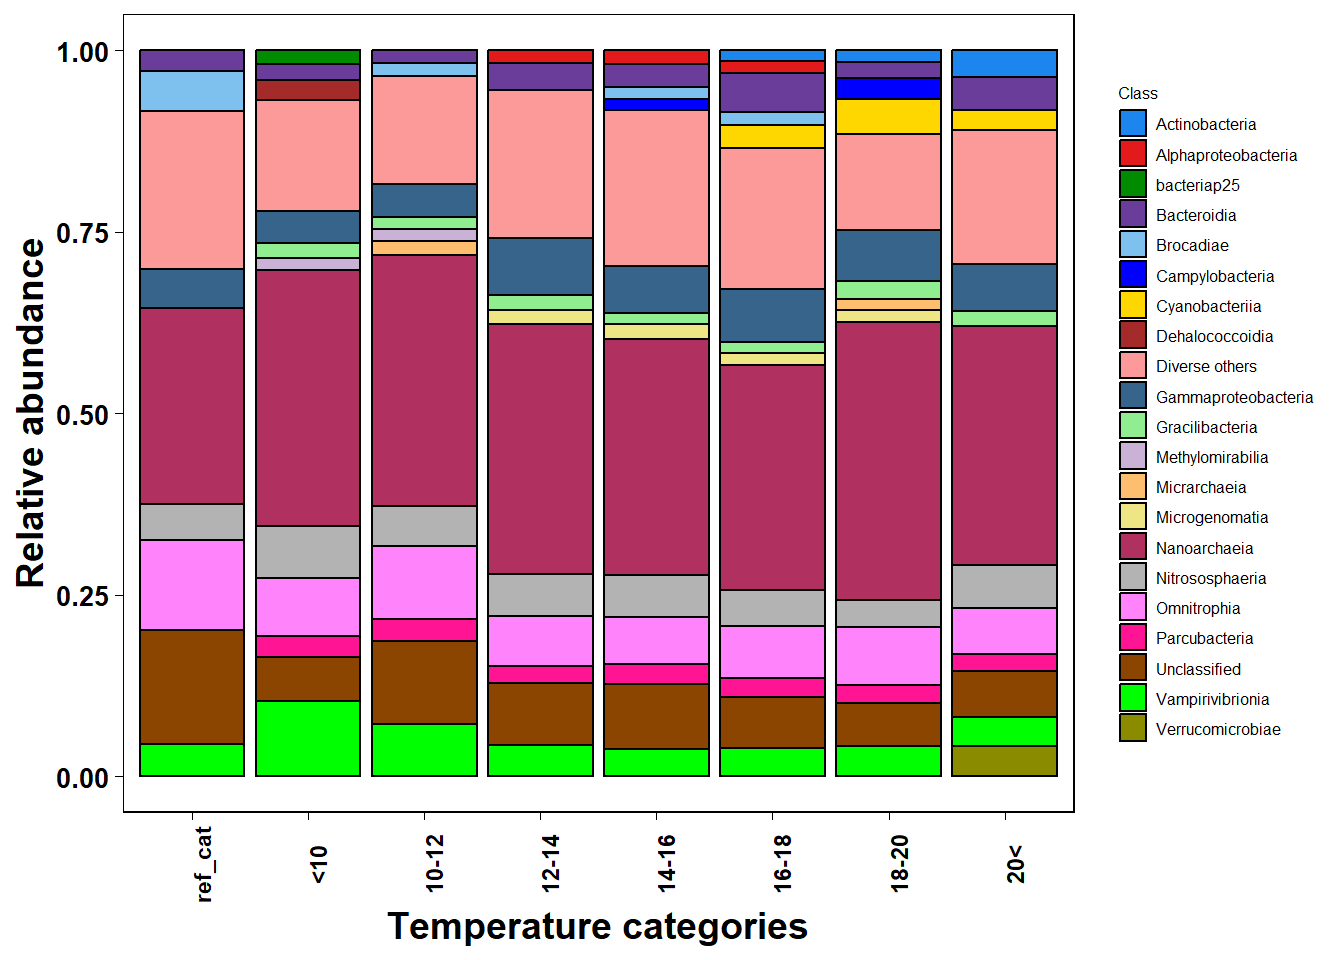 Relative abundance
1.00
0.75
0.50
0.25
0.00
ref_cat
<10
10-12
12-14
14-16
16-18
18-20
20<
Temperature categories
Class
Actinobacteria
Alphaproteobacteria
bacteriap25
Bacteroidia
Brocadiae
Campylobacteria
Cyanobacteriia
Dehalococcoidia
Diverse others
Gammaproteobacteria
Gracilibacteria
Methylomirabilia
Micrarchaeia
Microgenomatia
Nanoarchaeia
Nitrososphaeria
Omnitrophia
Parcubacteria
Unclassified
Vampirivibrionia
Verrucomicrobiae